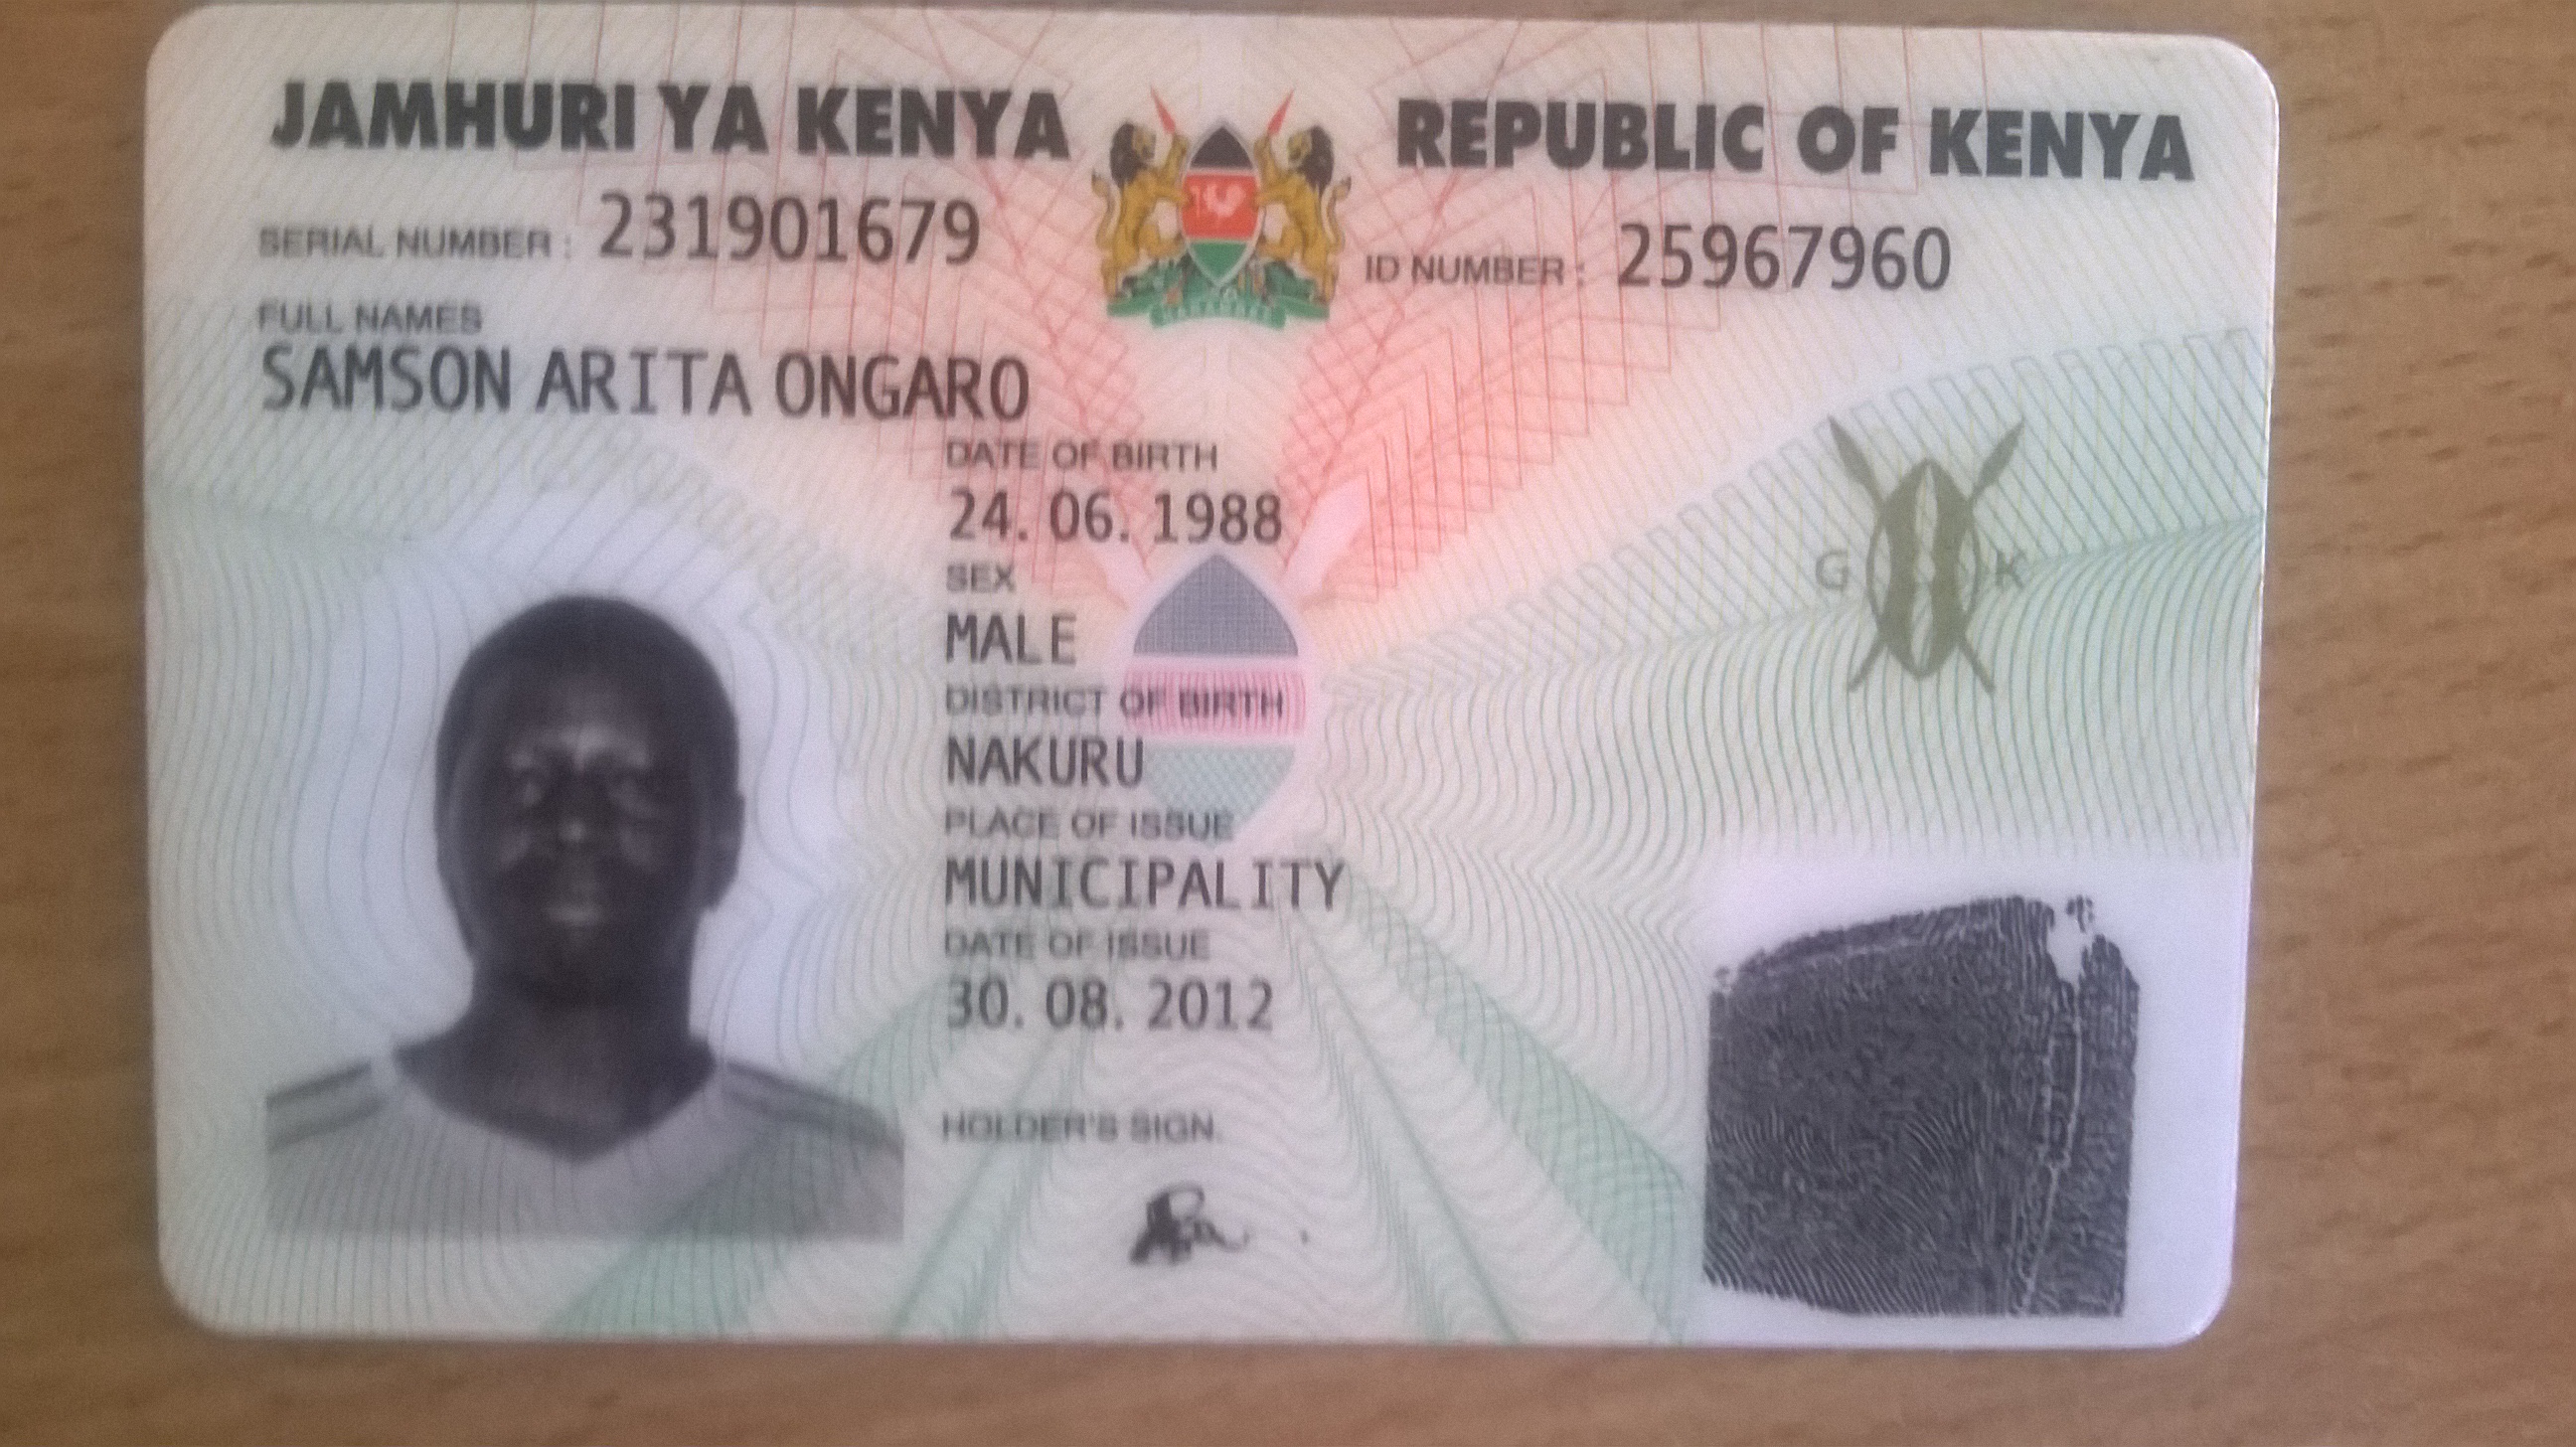 JAMHURI YA KENYA
REPUBLIC OF KENYA
SERIAL NUMBER : 231901679
ID NUMBER : 25967960
FULL NAMES
SAMSON ARITA ONGARO
DATE OF BIRTH
24. 06. 1988
SEX
MALE
G K
DISTRICT OF BIRTH
NAKURU
PLACE OF ISSUE
MUNICIPALITY
DATE OF ISSUE
30. 08. 2012
HOLDER'S SIGN.